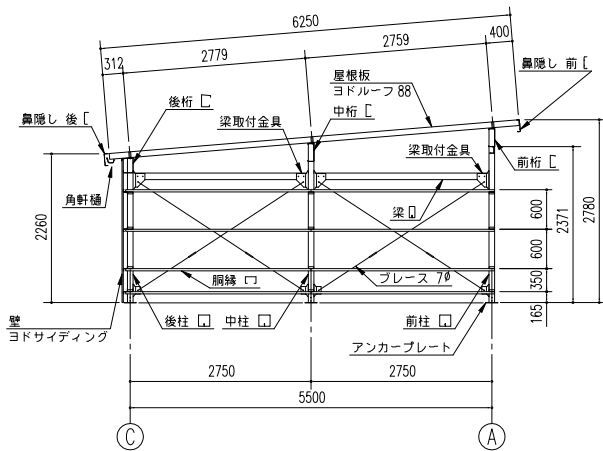 6250
312
2779
2759
400
屋根板
ヨドルーフ 88
鼻隠し 前
鼻隠し 後
後桁
中桁
梁取付金具
梁取付金具
前桁
角軒樋
梁
2260
600
600
350
165
2371
2780
胴縁
ブレース 7φ
壁
ヨドサイディング
後柱
中柱
前柱
アンカープレート
2750
2750
5500
C
A